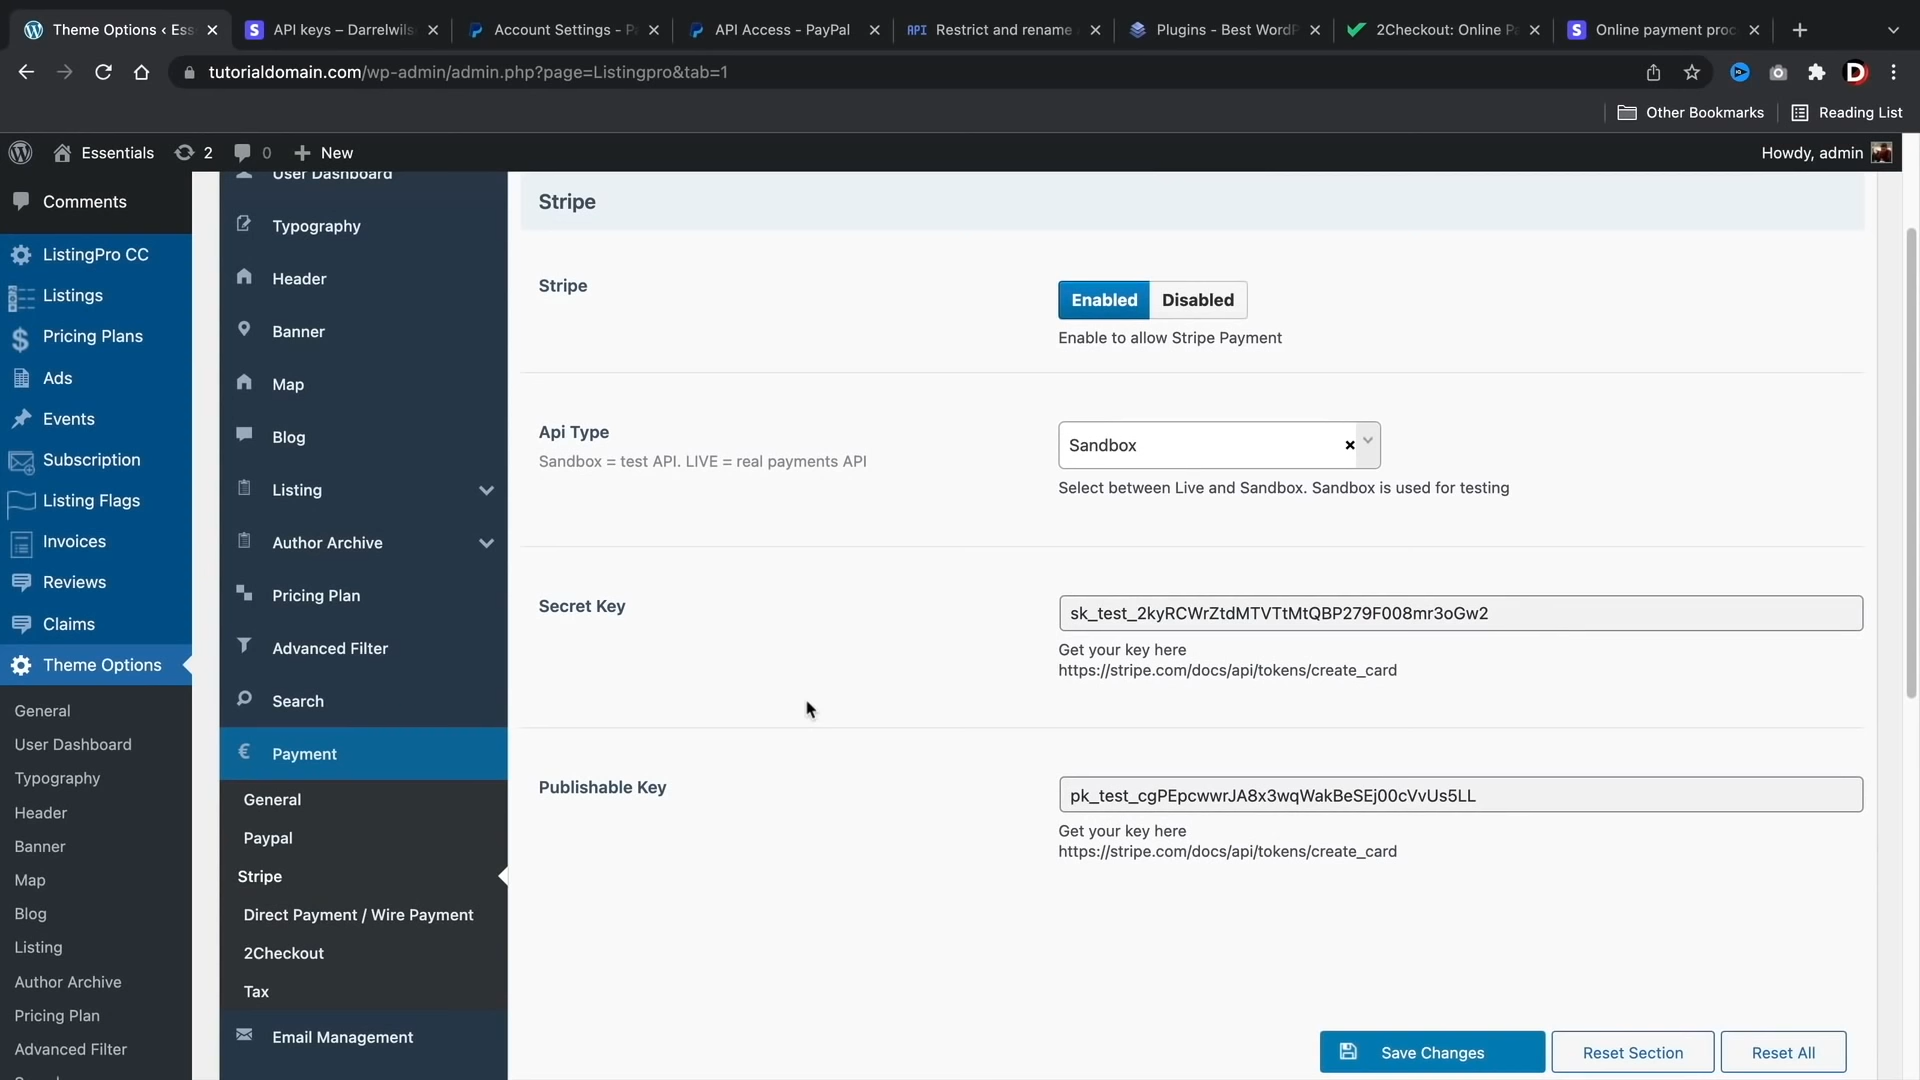 Theme Options ‹ Ess
API keys – Darrelwils
Account Settings - P
API Access - PayPal
API
Restrict and rename
Plugins - Best WordP
2Checkout: Online P
Online payment proc
tutorialdomain.com/wp-admin/admin.php?page=Listingpro&tab=1
Other Bookmarks
Reading List
Essentials
2
0
New
Howdy, admin
Comments
ListingPro CC
Listings
Pricing Plans
Ads
Events
Subscription
Listing Flags
Invoices
Reviews
Claims
Theme Options
General
User Dashboard
Typography
Header
Banner
Map
Blog
Listing
Author Archive
Pricing Plan
Advanced Filter
User Dashboard
Typography
Header
Banner
Map
Blog
Listing
Author Archive
Pricing Plan
Advanced Filter
Search
Payment
General
Paypal
Stripe
Direct Payment / Wire Payment
2Checkout
Tax
Email Management
Stripe
Stripe
Enabled
Disabled
Enable to allow Stripe Payment
Api Type
Sandbox = test API. LIVE = real payments API
Sandbox
Select between Live and Sandbox. Sandbox is used for testing
Secret Key
sk_test_2kyRCWrZtdMTVTtMtQBP279F008mr3oGw2
Get your key here
https://stripe.com/docs/api/tokens/create_card
Publishable Key
pk_test_cgPEpcwwrJA8x3wqWakBeSEj00cVvUs5LL
Get your key here
https://stripe.com/docs/api/tokens/create_card
Save Changes
Reset Section
Reset All